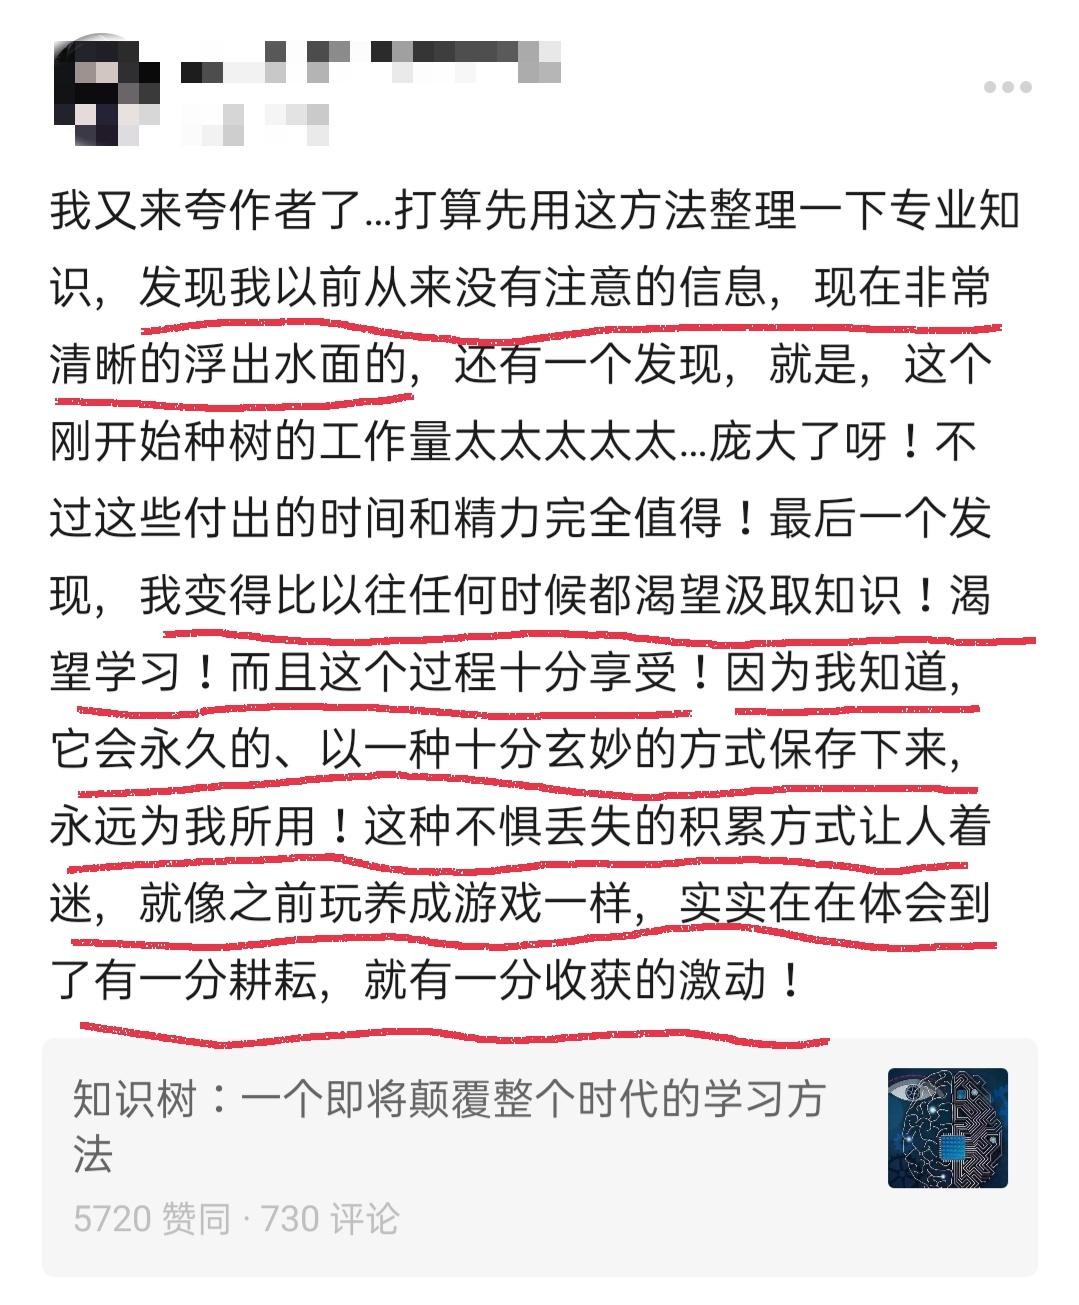 我又来夸作者了...打算先用这方法整理一下专业知
识，发现我以前从来没有注意的信息，现在非常
清晰的浮出水面的，还有一个发现，就是，这个
刚开始种树的工作量太太太太太...庞大了呀！不
过这些付出的时间和精力完全值得！最后一个发
现，我变得比以往任何时候都渴望汲取知识！渴
望学习！而且这个过程十分享受！因为我知道，
它会永久的、以一种十分玄妙的方式保存下来，
永远为我所用！这种不惧丢失的积累方式让人着
迷，就像之前玩养成游戏一样，实实在在体会到
了有一分耕耘，就有一分收获的激动！
知识树：一个即将颠覆整个时代的学习方
法
5720 赞同 · 730 评论